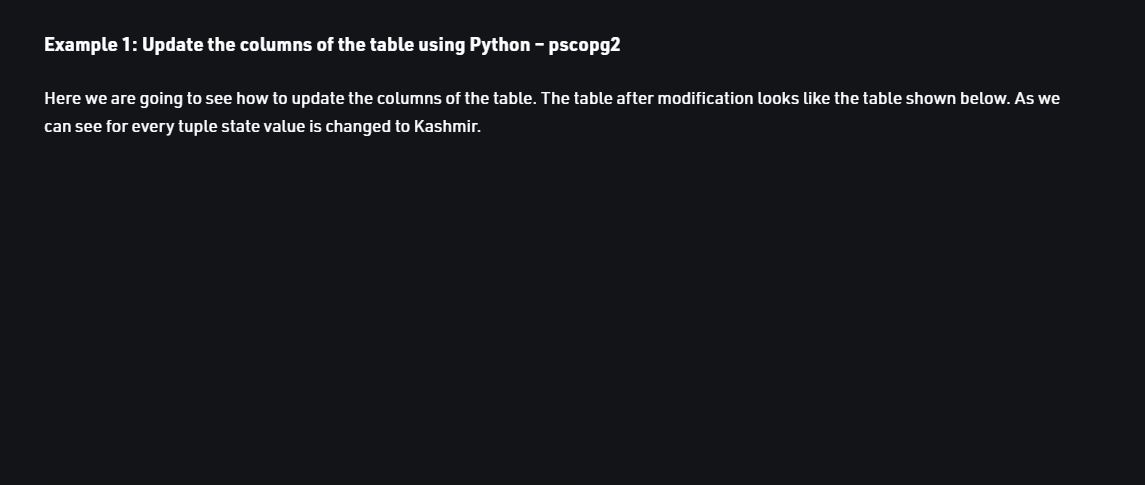 Example 1: Update the columns of the table using Python – pscopg2
Here we are going to see how to update the columns of the table. The table after modification looks like the table shown below. As we
can see for every tuple state value is changed to Kashmir.